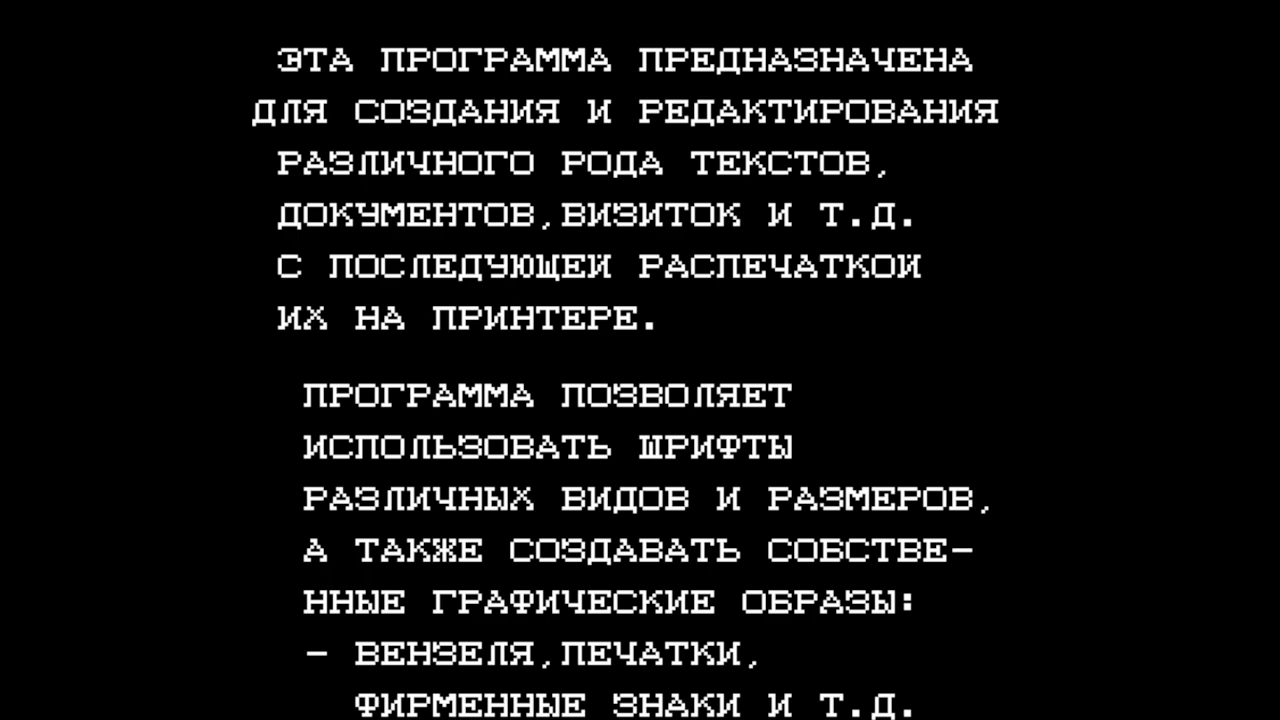 ЭТА ПРОГРАММА ПРЕДНАЗНАЧЕНА
ДЛЯ СОЗДАНИЯ И РЕДАКТИРОВАНИЯ
РАЗЛИЧНОГО РОДА ТЕКСТОВ,
ДОКУМЕНТОВ,ВИЗИТОК И Т.Д.
С ПОСЛЕДУЮЩЕЙ РАСПЕЧАТКОЙ
ИХ НА ПРИНТЕРЕ.
ПРОГРАММА ПОЗВОЛЯЕТ
ИСПОЛЬЗОВАТЬ ШРИФТЫ
РАЗЛИЧНЫХ ВИДОВ И РАЗМЕРОВ,
А ТАКЖЕ СОЗДАВАТЬ СОБСТВЕ-
ННЫЕ ГРАФИЧЕСКИЕ ОБРАЗЫ:
- ВЕНЗЕЛЯ,ПЕЧАТКИ,
ФИРМЕННЫЕ ЗНАКИ И Т.Д.